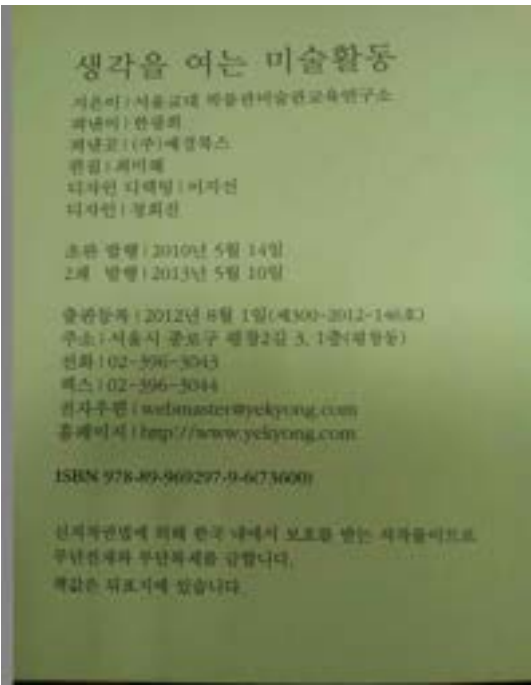 생각을 여는 미술활동
지은이 | 서울교대 박물관미술관교육연구소
펴낸이 | 한광희
펴낸곳 | (주)예경북스
편집 | 최미혜
디자인 디렉팅 | 이지선
디자인 | 정희진
초판 발행 | 2010년 5월 14일
2쇄 발행 | 2013년 5월 10일
출판등록 | 2012년 8월 1일(제300-2012-146호)
주소 | 서울시 종로구 평창2길 3, 1층(평창동)
전화 | 02-396-3043
팩스 | 02-396-3044
전자우편 | webmaster@yekyong.com
홈페이지 | http://www.yekyong.com
ISBN 978-89-969297-9-6(73600)
신저작권법에 의해 한국 내에서 보호를 받는 저작물이므로
무단전재와 무단복제를 금합니다.
책값은 뒤표지에 있습니다.